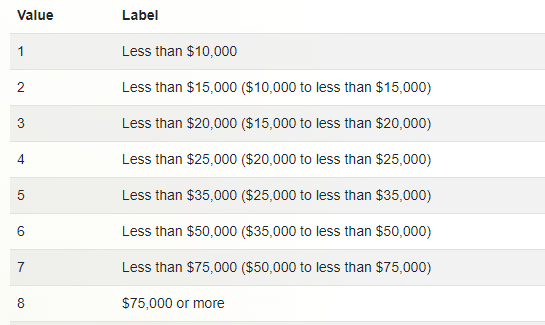 Value Label
1 Less than $10,000
2 Less than $15,000 ($10,000 to less than $15,000)
3 Less than $20,000 ($15,000 to less than $20,000)
4 Less than $25,000 ($20,000 to less than $25,000)
5 Less than $35,000 ($25,000 to less than $35,000)
6 Less than $50,000 ($35,000 to less than $50,000)
7 Less than $75,000 ($50,000 to less than $75,000)
8 $75,000 or more